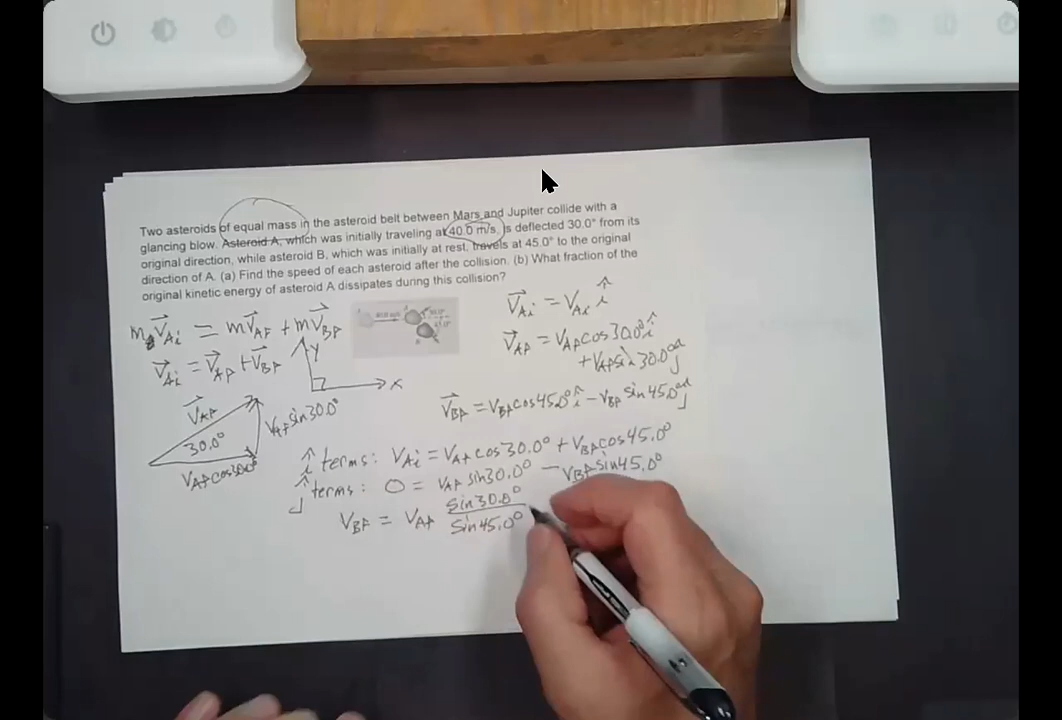 Two asteroids of equal mass in the asteroid belt between Mars and Jupiter collide with a
glancing blow. Asteroid A, which was initially traveling at 40.0 m/s, is deflected 30.0° from its
original direction, while asteroid B, which was initially at rest, travels at 45.0° to the original
direction of A. (a) Find the speed of each asteroid after the collision. (b) What fraction of the
original kinetic energy of asteroid A dissipates during this collision?
m v⃗Ai = m v⃗Af + m v⃗Bf
v⃗Ai = v⃗Af + v⃗Bf
y
x
v⃗Af
30.0°
vAf sin30.0°
vAf cos30.0°
40.0 m/s
30.0°
45.0°
A
B
v⃗Ai = vAi î
v⃗Af = vAf cos30.0° î
+ vAf sin30.0° ĵ
v⃗Bf = vBf cos45.0° î − vBf sin45.0° ĵ
î terms: vAi = vAf cos30.0° + vBf cos45.0°
ĵ terms: 0 = vAf sin30.0° − vBf sin45.0°
vBf = vAf sin30.0° / sin45.0°